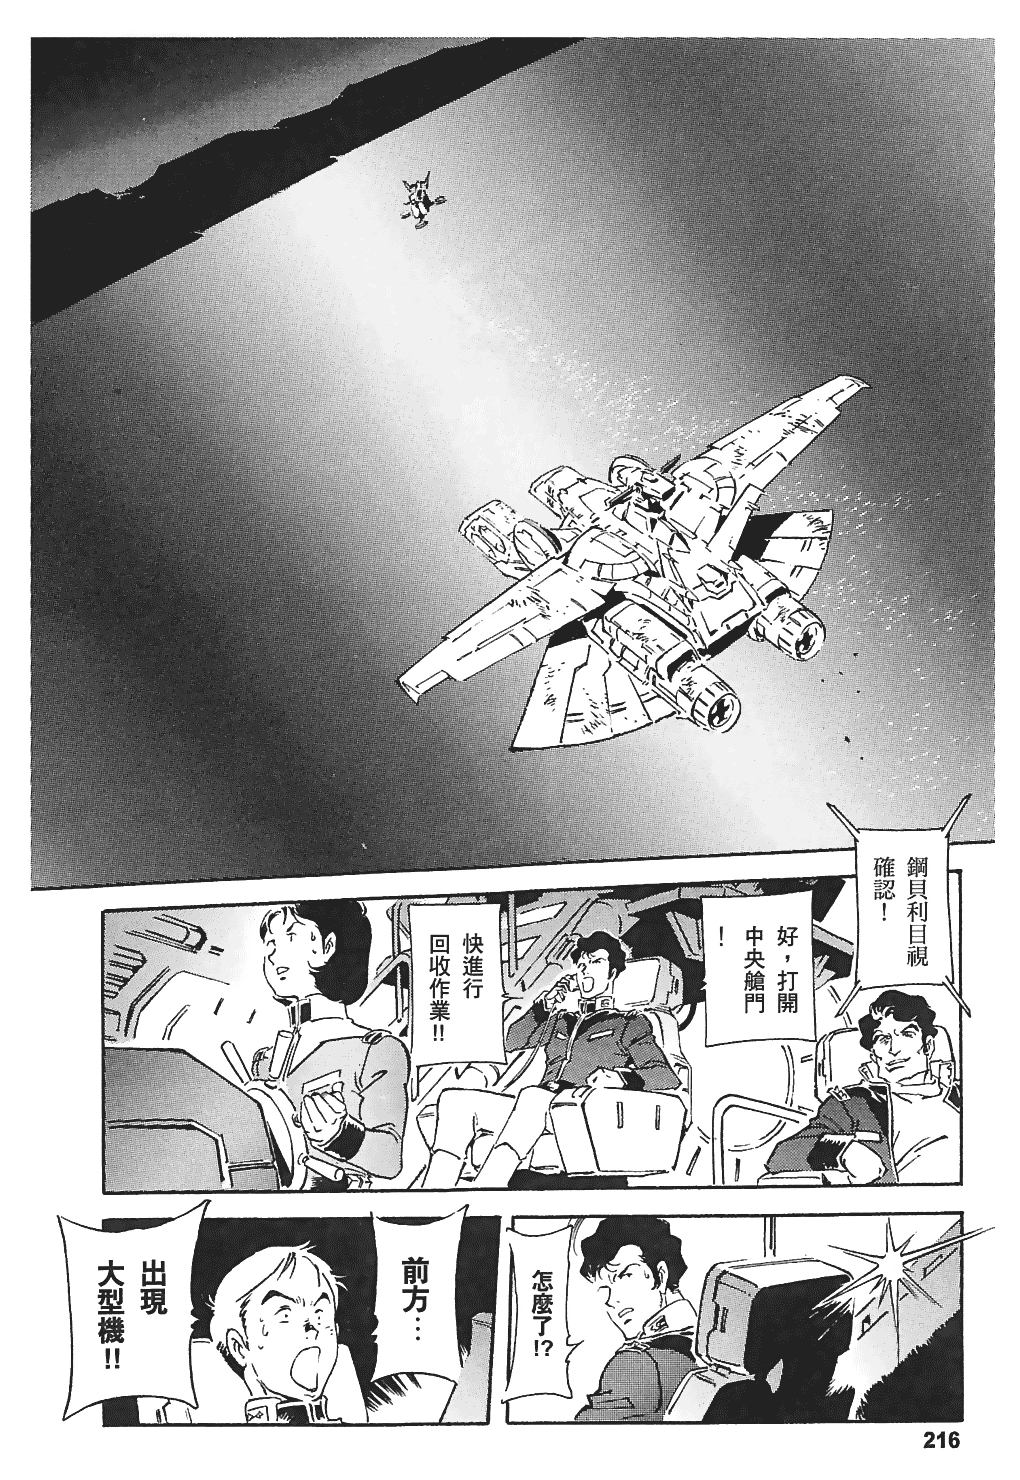 鋼貝利目視
確認!
好,打開
中央艙門
!
快進行
回收作業!!
怎麼了!?
前方…
出現
大型機!!
216